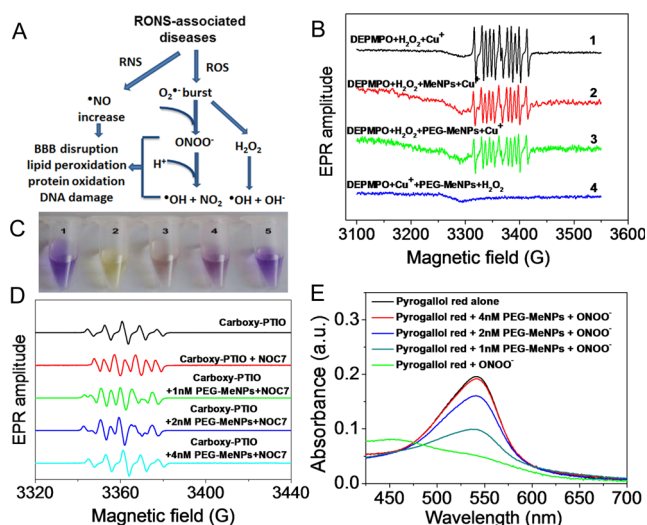 A
RONS-associated
diseases
RNS
ROS
•NO
increase
O₂•⁻ burst
ONOO⁻
H₂O₂
BBB disruption
lipid peroxidation
protein oxidation
DNA damage
H⁺
•OH + NO₂
•OH + OH⁻
B
EPR amplitude
DEPMPO+H₂O₂+Cu⁺
1
DEPMPO+H₂O₂+MeNPs+Cu⁺
2
DEPMPO+H₂O₂+PEG-MeNPs+Cu⁺
3
DEPMPO+Cu⁺+PEG-MeNPs+H₂O₂
4
3100 3200 3300 3400 3500 3600
Magnetic field (G)
C
1 2 3 4 5
D
EPR amplitude
Carboxy-PTIO
Carboxy-PTIO + NOC7
Carboxy-PTIO
+1nM PEG-MeNPs+NOC7
Carboxy-PTIO
+2nM PEG-MeNPs+NOC7
Carboxy-PTIO
+4nM PEG-MeNPs+NOC7
3320 3360 3400 3440
Magnetic field (G)
E
Absorbance (a.u.)
0.3
0.2
0.1
0.0
Pyrogallol red alone
Pyrogallol red + 4nM PEG-MeNPs + ONOO⁻
Pyrogallol red + 2nM PEG-MeNPs + ONOO⁻
Pyrogallol red + 1nM PEG-MeNPs + ONOO⁻
Pyrogallol red + ONOO⁻
450 500 550 600 650 700
Wavelength (nm)